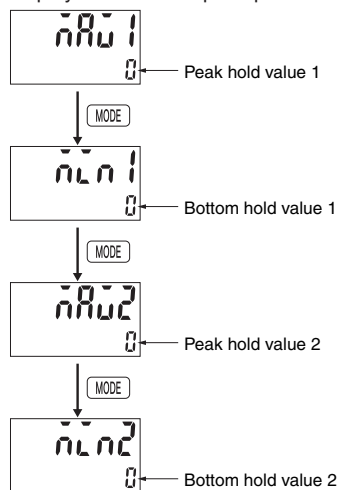 MAX1
0 Peak hold value 1
MODE
MIN1
0 Bottom hold value 1
MODE
MAX2
0 Peak hold value 2
MODE
MIN2
0 Bottom hold value 2